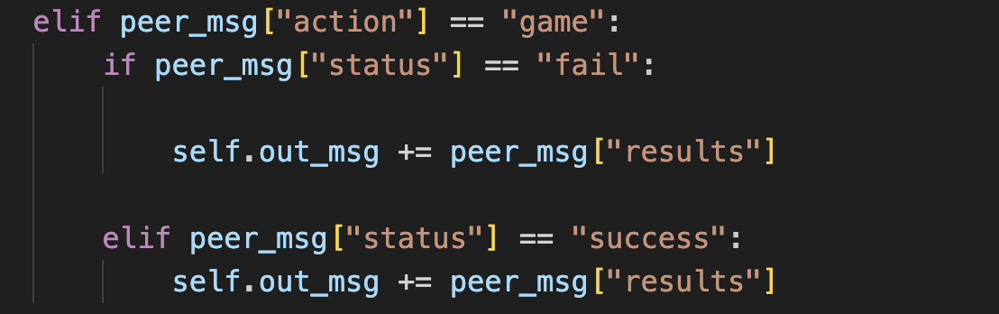 elif peer_msg["action"] == "game":
if peer_msg["status"] == "fail":
self.out_msg += peer_msg["results"]
elif peer_msg["status"] == "success":
self.out_msg += peer_msg["results"]